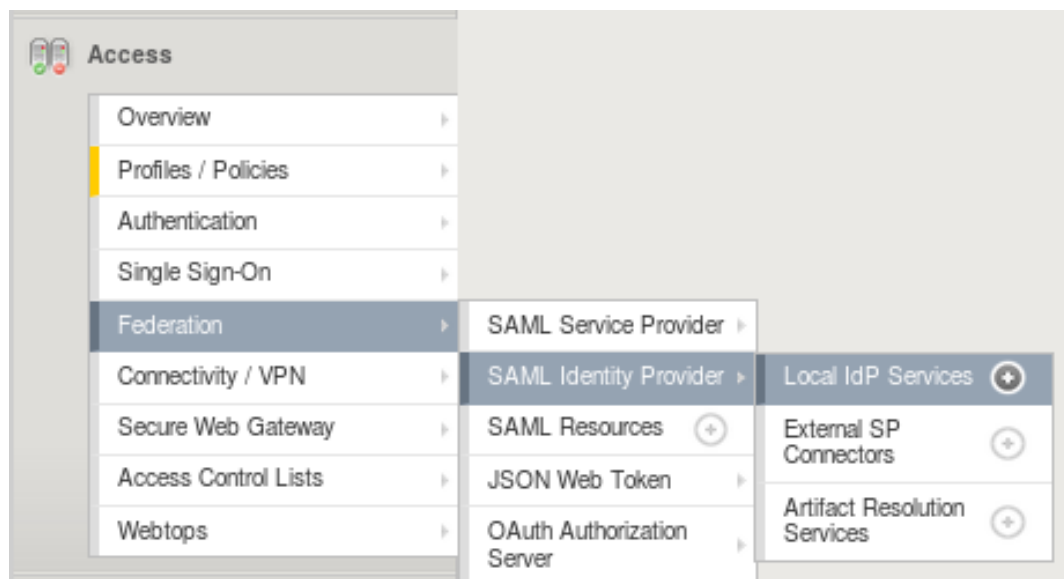 Access
Overview
Profiles / Policies
Authentication
Single Sign-On
Federation
Connectivity / VPN
Secure Web Gateway
Access Control Lists
Webtops
SAML Service Provider
SAML Identity Provider
SAML Resources
JSON Web Token
OAuth Authorization
Server
Local IdP Services
External SP
Connectors
Artifact Resolution
Services